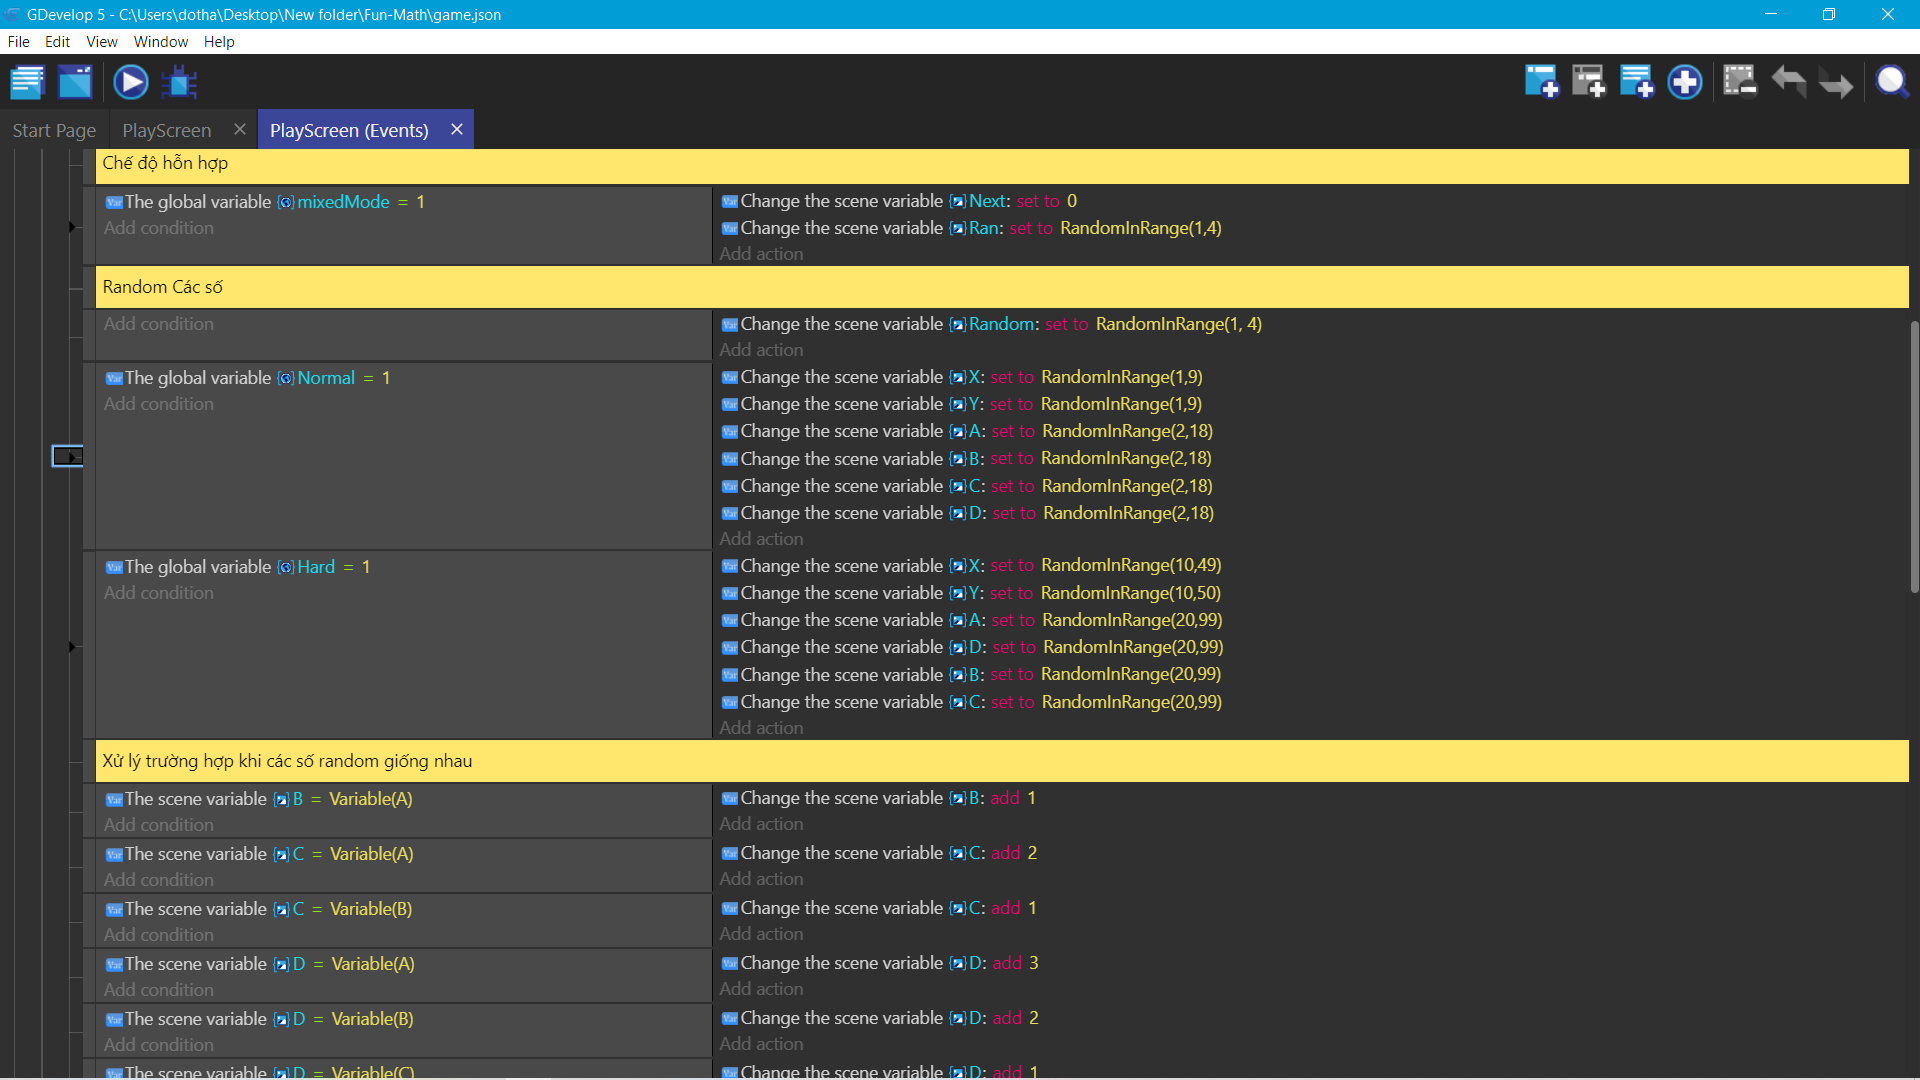 GDevelop 5 - C:\Users\dotha\Desktop\New folder\Fun-Math\game.json
File Edit View Window Help
Start Page PlayScreen PlayScreen (Events)
Chế độ hỗn hợp
The global variable mixedMode = 1
Add condition
Change the scene variable Next: set to 0
Change the scene variable Ran: set to RandomInRange(1,4)
Add action
Random Các số
Add condition
Change the scene variable Random: set to RandomInRange(1, 4)
Add action
The global variable Normal = 1
Add condition
Change the scene variable X: set to RandomInRange(1,9)
Change the scene variable Y: set to RandomInRange(1,9)
Change the scene variable A: set to RandomInRange(2,18)
Change the scene variable B: set to RandomInRange(2,18)
Change the scene variable C: set to RandomInRange(2,18)
Change the scene variable D: set to RandomInRange(2,18)
Add action
The global variable Hard = 1
Add condition
Change the scene variable X: set to RandomInRange(10,49)
Change the scene variable Y: set to RandomInRange(10,50)
Change the scene variable A: set to RandomInRange(20,99)
Change the scene variable D: set to RandomInRange(20,99)
Change the scene variable B: set to RandomInRange(20,99)
Change the scene variable C: set to RandomInRange(20,99)
Add action
Xử lý trường hợp khi các số random giống nhau
The scene variable B = Variable(A)
Add condition
Change the scene variable B: add 1
Add action
The scene variable C = Variable(A)
Add condition
Change the scene variable C: add 2
Add action
The scene variable C = Variable(B)
Add condition
Change the scene variable C: add 1
Add action
The scene variable D = Variable(A)
Add condition
Change the scene variable D: add 3
Add action
The scene variable D = Variable(B)
Add condition
Change the scene variable D: add 2
Add action
The scene variable D = Variable(C)
Change the scene variable D: add 1